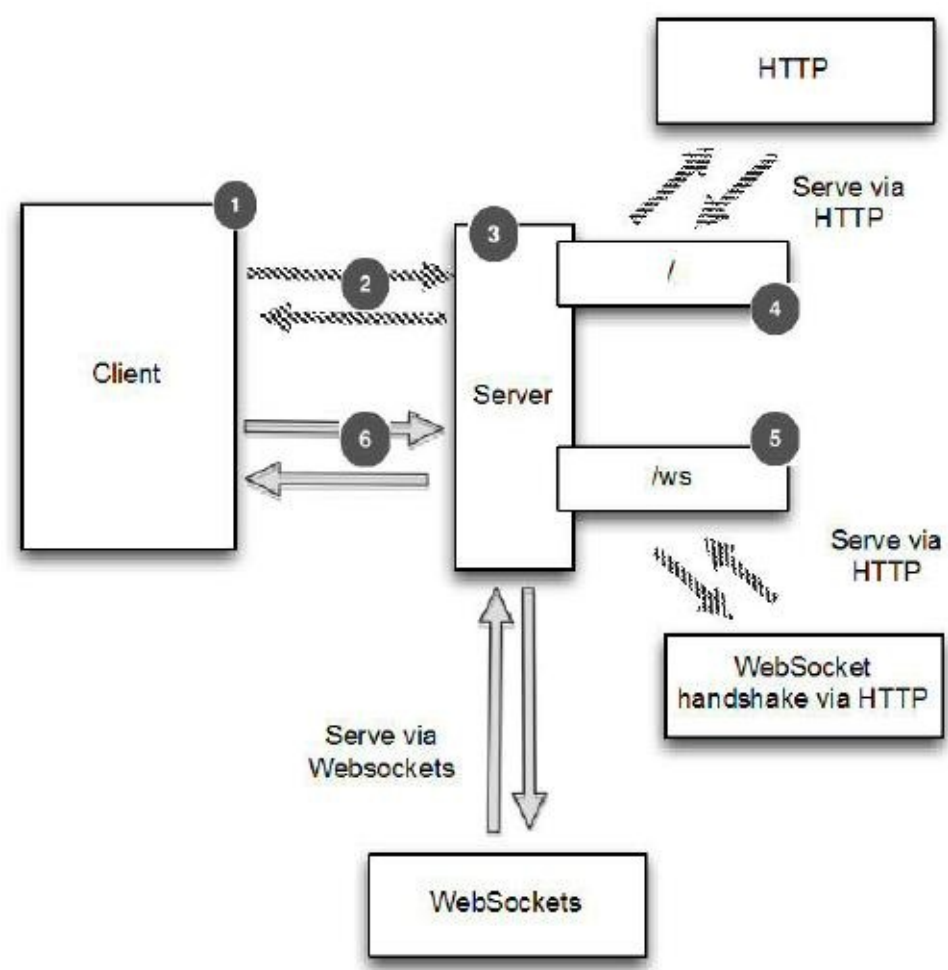 HTTP
Serve via
HTTP
1
3
2
/
4
Client
Server
6
5
/ws
Serve via
HTTP
WebSocket
handshake via HTTP
Serve via
Websockets
WebSockets